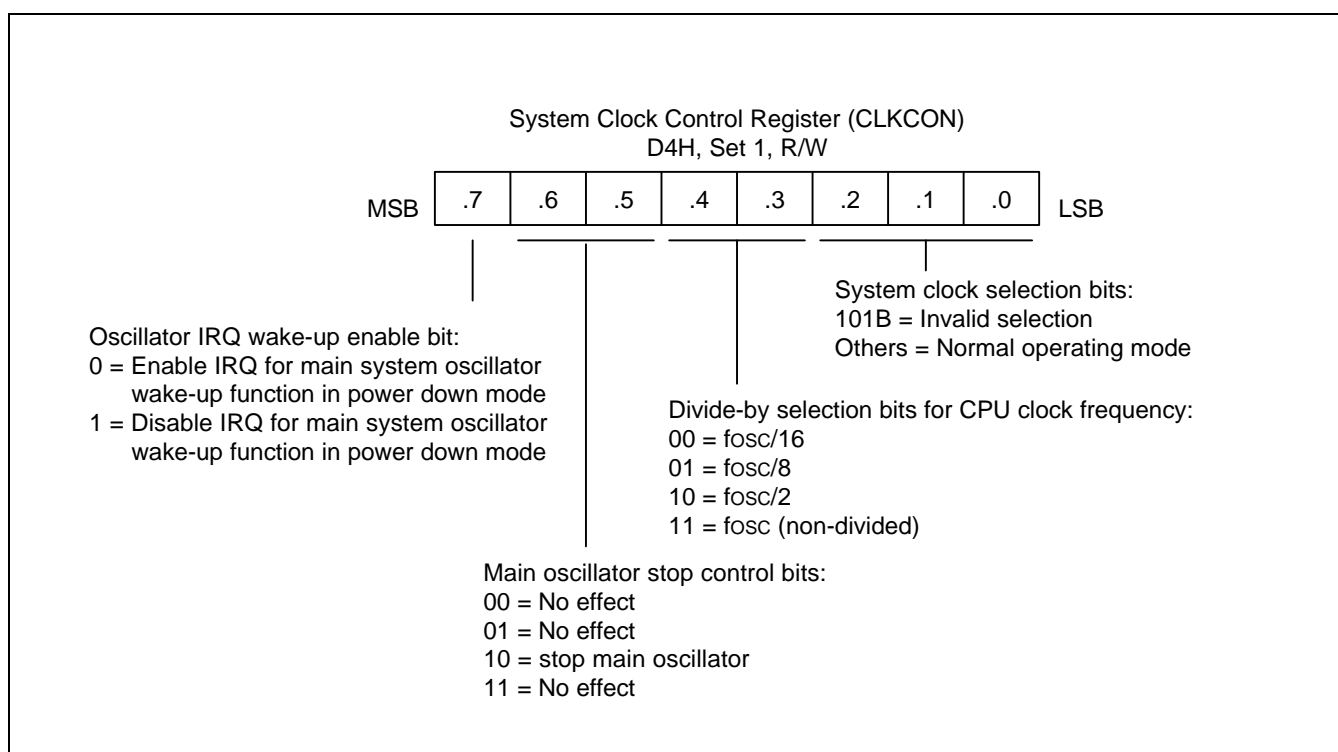 System Clock Control Register (CLKCON)
D4H, Set 1, R/W
MSB .7 .6 .5 .4 .3 .2 .1 .0 LSB
Oscillator IRQ wake-up enable bit:
0 = Enable IRQ for main system oscillator
wake-up function in power down mode
1 = Disable IRQ for main system oscillator
wake-up function in power down mode
System clock selection bits:
101B = Invalid selection
Others = Normal operating mode
Divide-by selection bits for CPU clock frequency:
00 = fOSC/16
01 = fOSC/8
10 = fOSC/2
11 = fOSC (non-divided)
Main oscillator stop control bits:
00 = No effect
01 = No effect
10 = stop main oscillator
11 = No effect